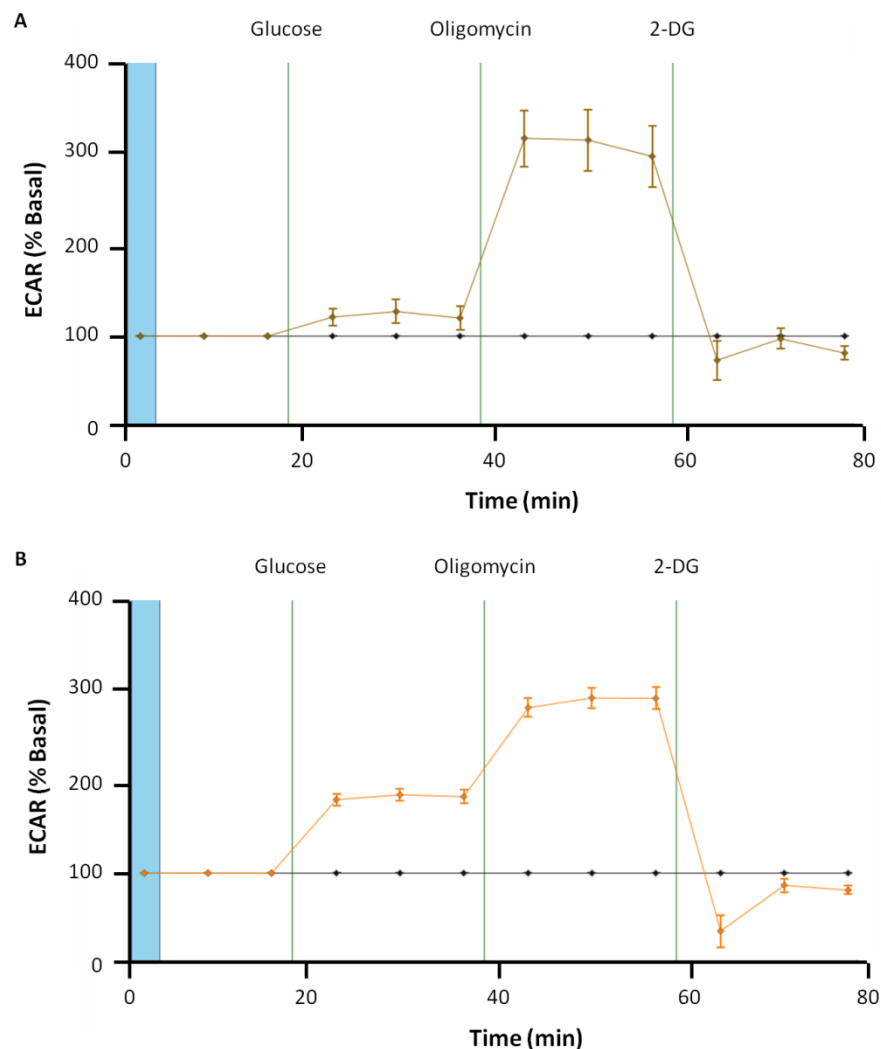 A
Glucose Oligomycin 2-DG
400
300
200
100
0
ECAR (% Basal)
0 20 40 60 80
Time (min)
B
Glucose Oligomycin 2-DG
400
300
200
100
0
ECAR (% Basal)
0 20 40 60 80
Time (min)